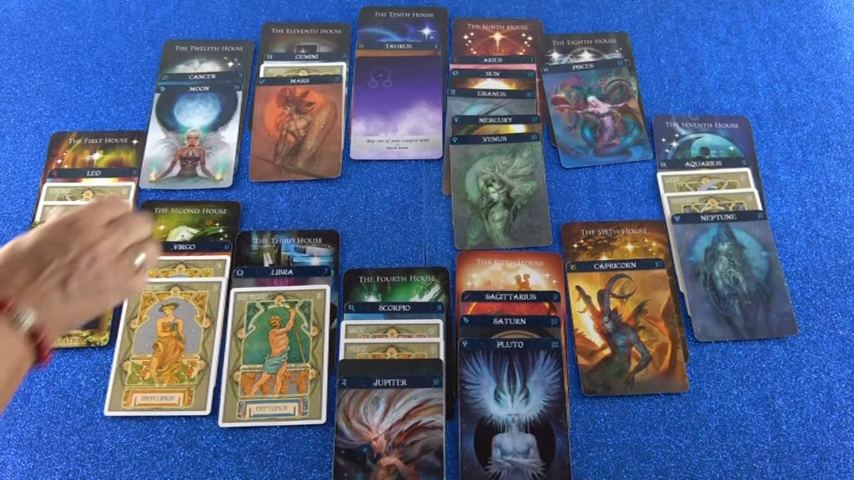 THE TENTH HOUSE
TAURUS
THE ELEVENTH HOUSE
GEMINI
MARS
THE NINTH HOUSE
ARIES
SUN
URANUS
MERCURY
VENUS
THE TWELFTH HOUSE
CANCER
MOON
THE EIGHTH HOUSE
PISCES
THE SEVENTH HOUSE
AQUARIUS
NEPTUNE
THE FIRST HOUSE
LEO
THE SECOND HOUSE
VIRGO
THE THIRD HOUSE
LIBRA
THE FOURTH HOUSE
SCORPIO
JUPITER
THE FIFTH HOUSE
SAGITTARIUS
SATURN
PLUTO
THE SIXTH HOUSE
CAPRICORN